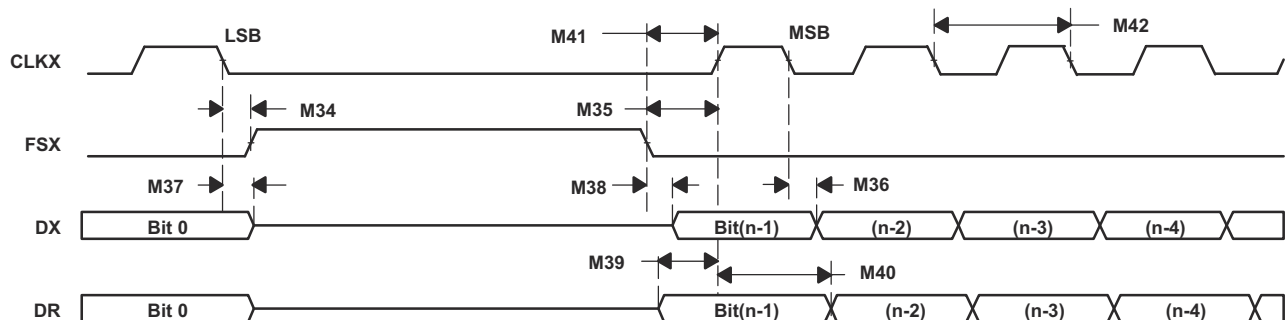 LSB
M41
MSB
M42
CLKX
M34
M35
FSX
M37
M38
M36
DX
Bit 0
Bit(n-1)
(n-2)
(n-3)
(n-4)
M39
M40
DR
Bit 0
Bit(n-1)
(n-2)
(n-3)
(n-4)